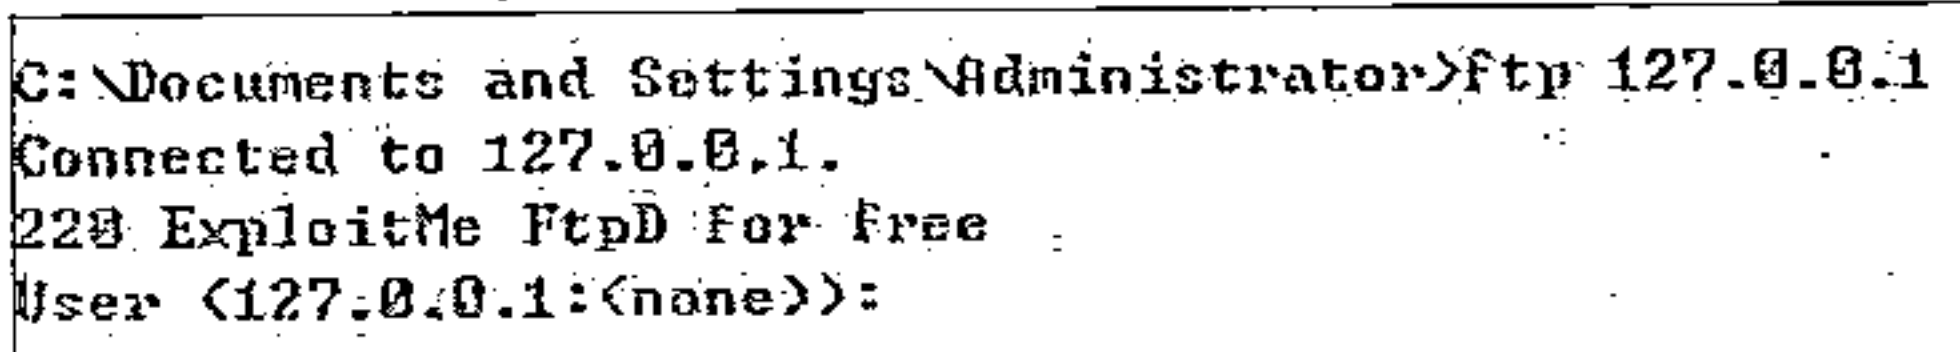 C:\Documents and Settings\Administrator>ftp 127.0.0.1
Connected to 127.0.0.1.
220 ExploitMe FtpD for free
User (127.0.0.1:(none)):